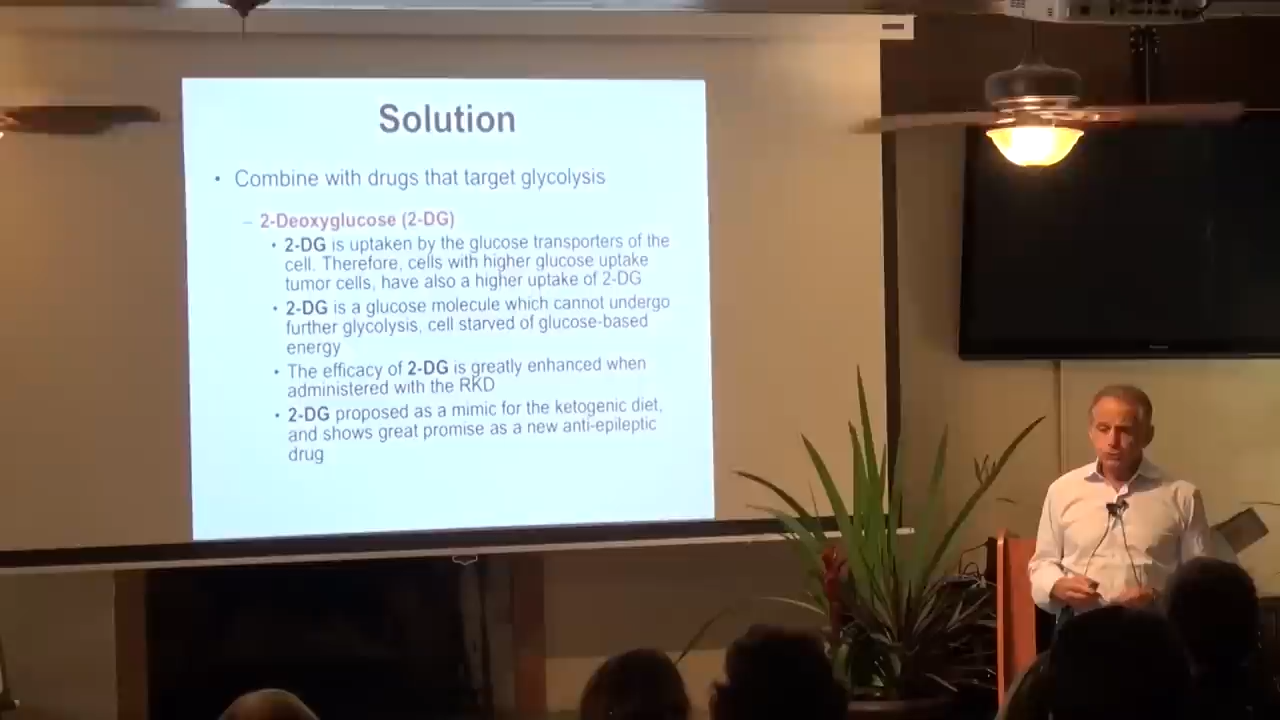 Solution
• Combine with drugs that target glycolysis
– 2-Deoxyglucose (2-DG)
• 2-DG is uptaken by the glucose transporters of the
cell. Therefore, cells with higher glucose uptake
tumor cells, have also a higher uptake of 2-DG
• 2-DG is a glucose molecule which cannot undergo
further glycolysis, cell starved of glucose-based
energy
• The efficacy of 2-DG is greatly enhanced when
administered with the RKD
• 2-DG proposed as a mimic for the ketogenic diet,
and shows great promise as a new anti-epileptic
drug